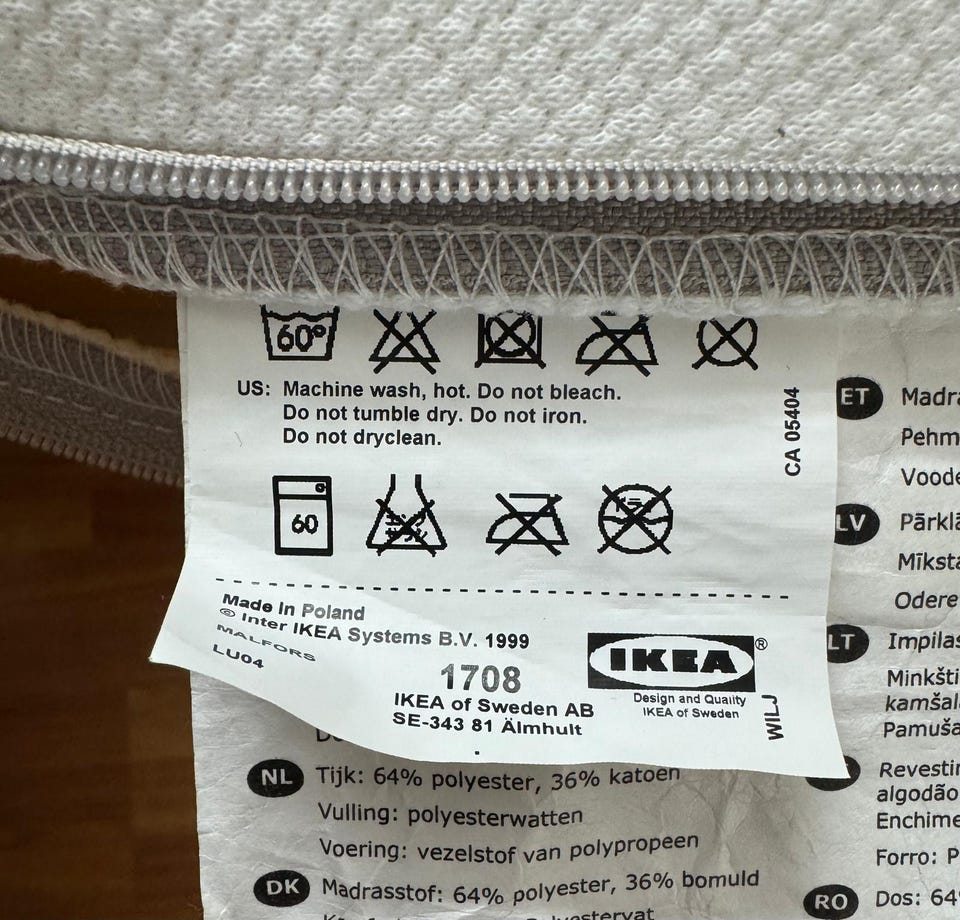 60°
US: Machine wash, hot. Do not bleach.
Do not tumble dry. Do not iron.
Do not dryclean.
CA 05404
60
Made in Poland
© Inter IKEA Systems B.V. 1999
MALFORS
LU04
1708
IKEA of Sweden AB
SE-343 81 Älmhult
IKEA®
Design and Quality
IKEA of Sweden
WILJ
NL Tijk: 64% polyester, 36% katoen
Vulling: polyesterwatten
Voering: vezelstof van polypropeen
DK Madrasstof: 64% polyester, 36% bomuld
ET Madra
Pehm
Voode
LV Pārklā
Mīksta
Odere
LT Impilas
Minkšti
kamšala
Pamuša
Revestin
algodão
Enchime
Forro: P
RO Dos: 64